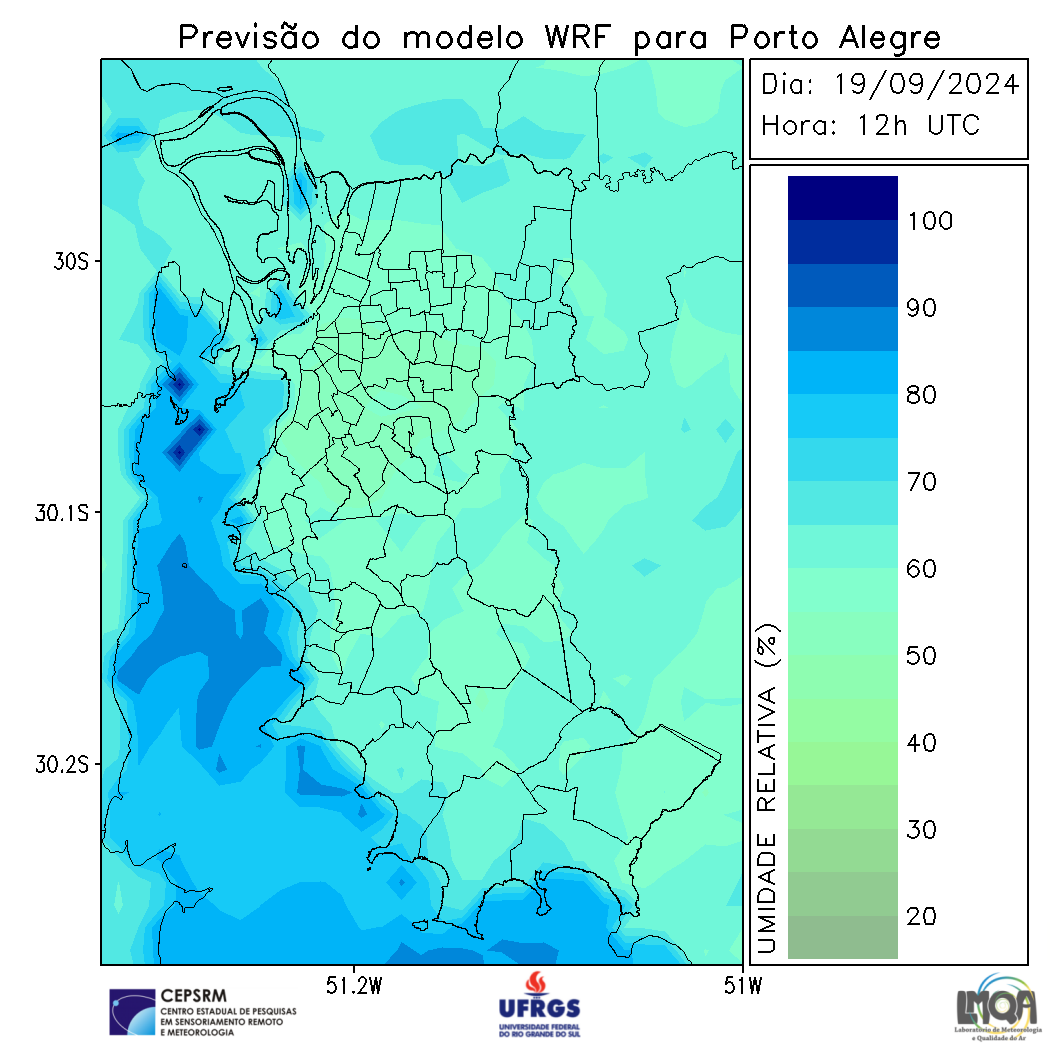 Previsão do modelo WRF para Porto Alegre
Dia: 19/09/2024
Hora: 12h UTC
30S
30.1S
30.2S
51.2W
51W
100
90
80
70
60
50
40
30
20
UMIDADE RELATIVA (%)
CEPSRM
CENTRO ESTADUAL DE PESQUISAS
EM SENSORIAMENTO REMOTO
E METEOROLOGIA
UFRGS
UNIVERSIDADE FEDERAL
DO RIO GRANDE DO SUL
LMQA
Laboratório de Meteorologia
e Qualidade do Ar